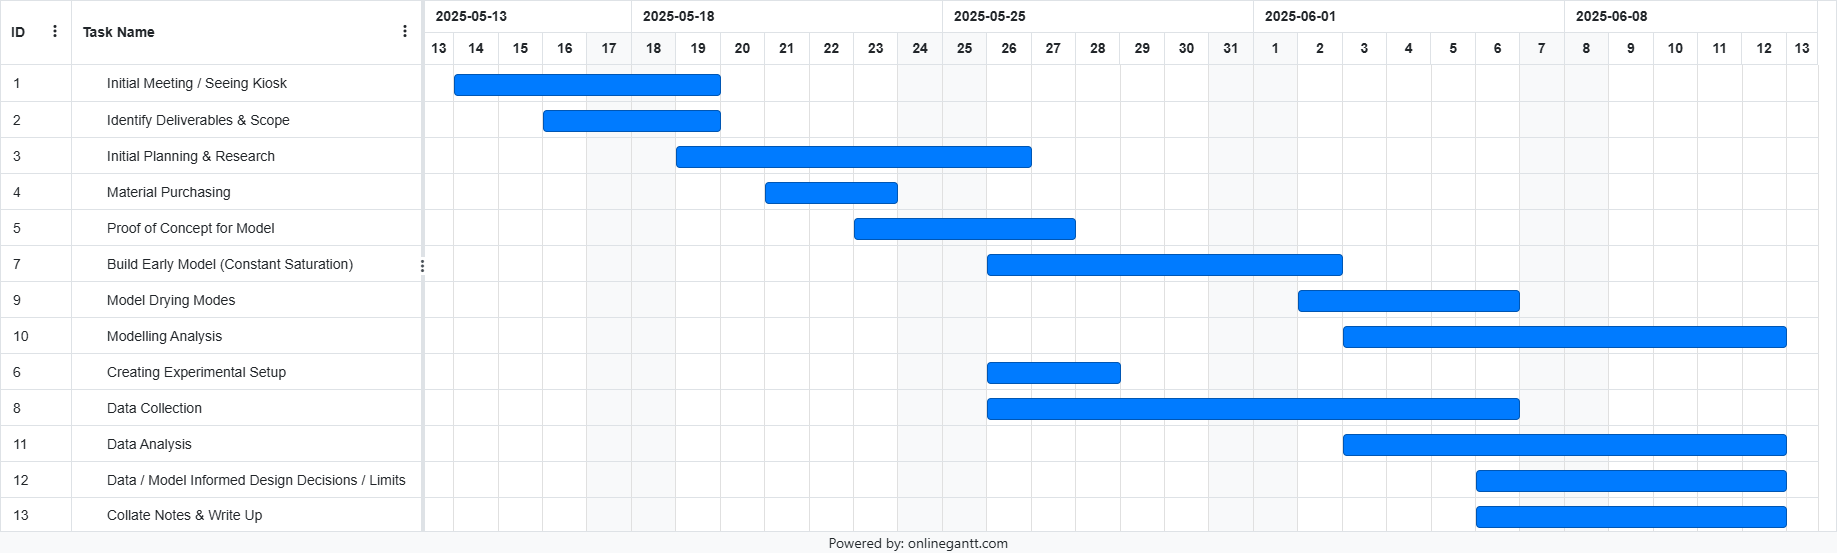 ID Task Name 2025-05-13 2025-05-18 2025-05-25 2025-06-01 2025-06-08
13 14 15 16 17 18 19 20 21 22 23 24 25 26 27 28 29 30 31 1 2 3 4 5 6 7 8 9 10 11 12 13
1 Initial Meeting / Seeing Kiosk
2 Identify Deliverables & Scope
3 Initial Planning & Research
4 Material Purchasing
5 Proof of Concept for Model
7 Build Early Model (Constant Saturation)
9 Model Drying Modes
10 Modelling Analysis
6 Creating Experimental Setup
8 Data Collection
11 Data Analysis
12 Data / Model Informed Design Decisions / Limits
13 Collate Notes & Write Up
Powered by: onlinegantt.com